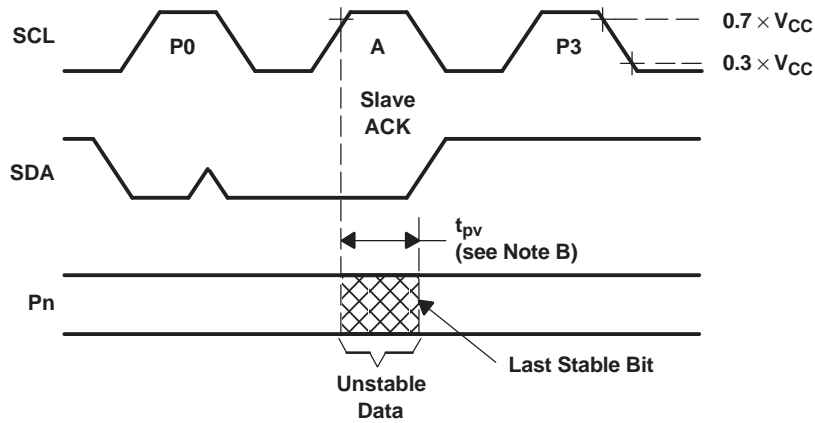 SCL
P0
A
P3
0.7 × VCC
0.3 × VCC
Slave
ACK
SDA
tpv
(see Note B)
Pn
Last Stable Bit
Unstable
Data